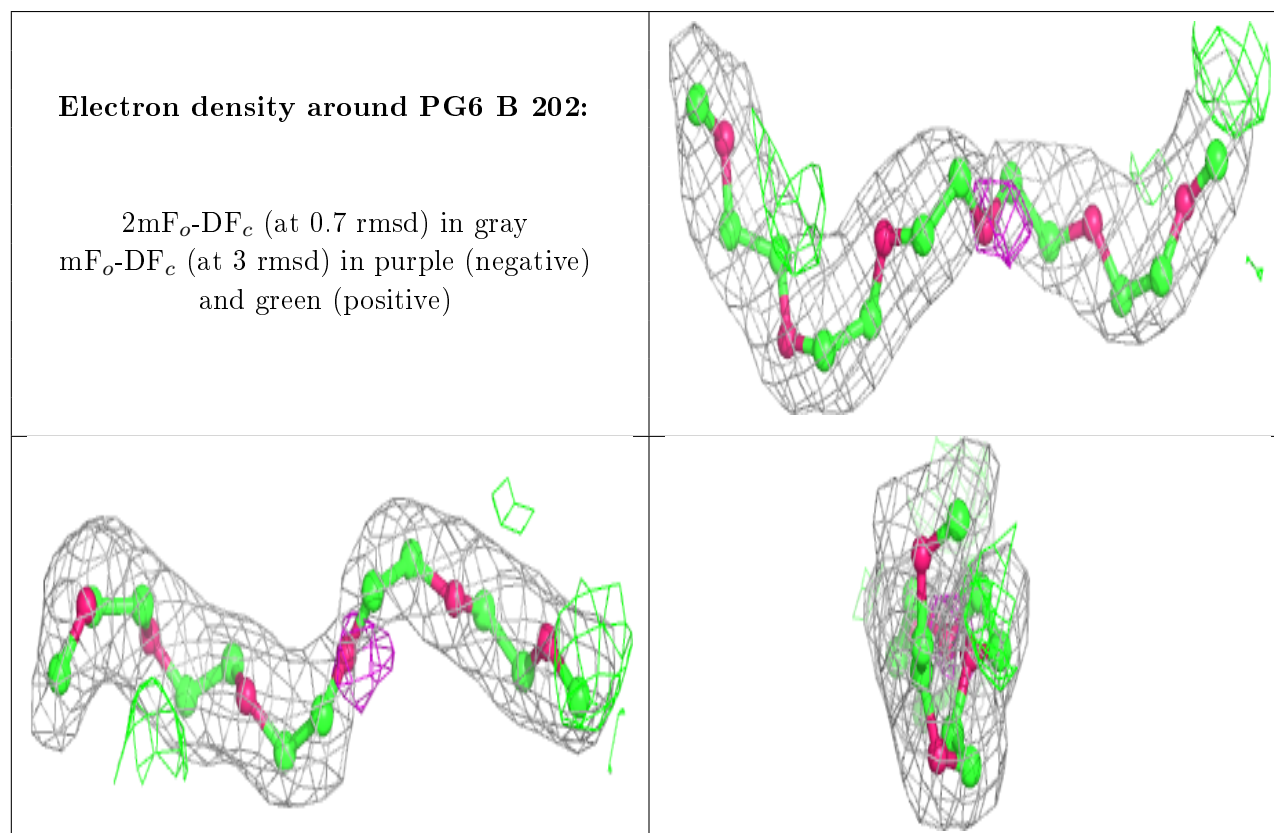 Electron density around PG6 B 202:
2mFₒ-DF𝒸 (at 0.7 rmsd) in gray
mFₒ-DF𝒸 (at 3 rmsd) in purple (negative)
and green (positive)